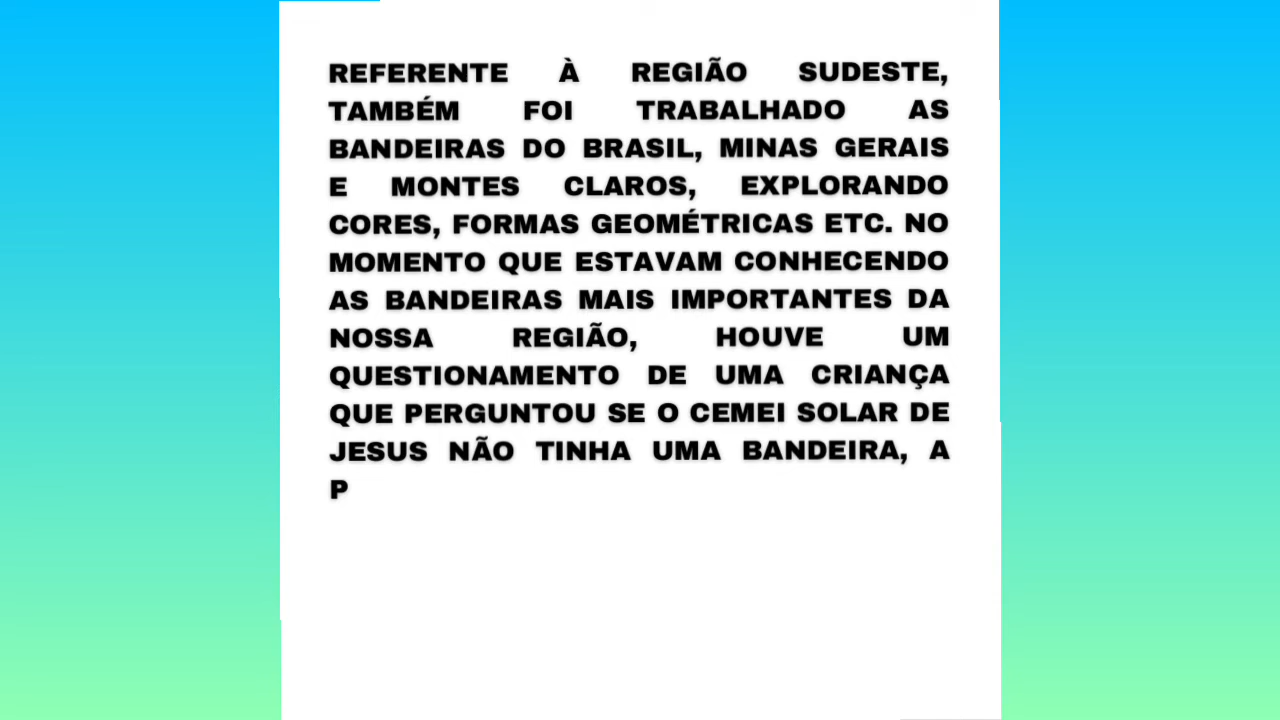 REFERENTE À REGIÃO SUDESTE,
TAMBÉM FOI TRABALHADO AS
BANDEIRAS DO BRASIL, MINAS GERAIS
E MONTES CLAROS, EXPLORANDO
CORES, FORMAS GEOMÉTRICAS ETC. NO
MOMENTO QUE ESTAVAM CONHECENDO
AS BANDEIRAS MAIS IMPORTANTES DA
NOSSA REGIÃO, HOUVE UM
QUESTIONAMENTO DE UMA CRIANÇA
QUE PERGUNTOU SE O CEMEI SOLAR DE
JESUS NÃO TINHA UMA BANDEIRA, A
P